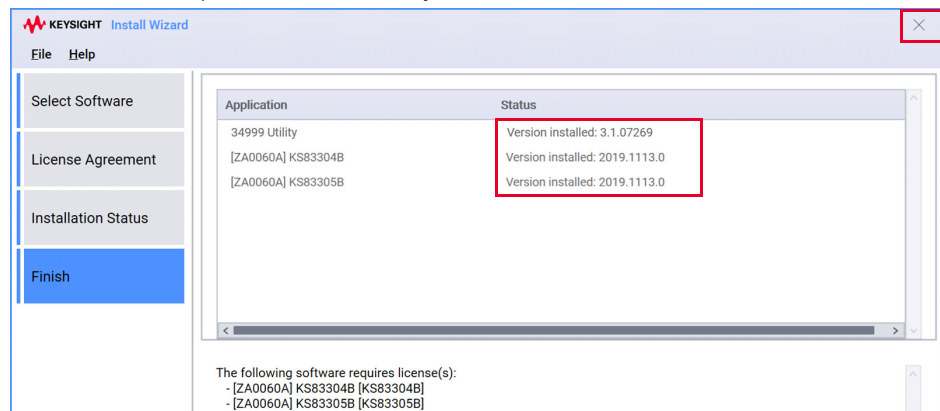 KEYSIGHT Install Wizard
File Help
Select Software
License Agreement
Installation Status
Finish
Application Status
34999 Utility Version installed: 3.1.07269
[ZA0060A] KS83304B Version installed: 2019.1113.0
[ZA0060A] KS83305B Version installed: 2019.1113.0
The following software requires license(s):
- [ZA0060A] KS83304B [KS83304B]
- [ZA0060A] KS83305B [KS83305B]